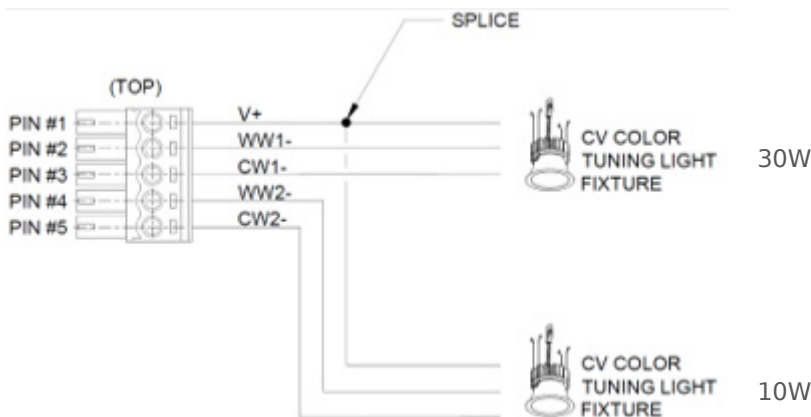 SPLICE
(TOP)
PIN #1
PIN #2
PIN #3
PIN #4
PIN #5
V+
WW1-
CW1-
WW2-
CW2-
CV COLOR
TUNING LIGHT
FIXTURE
30W
CV COLOR
TUNING LIGHT
FIXTURE
10W